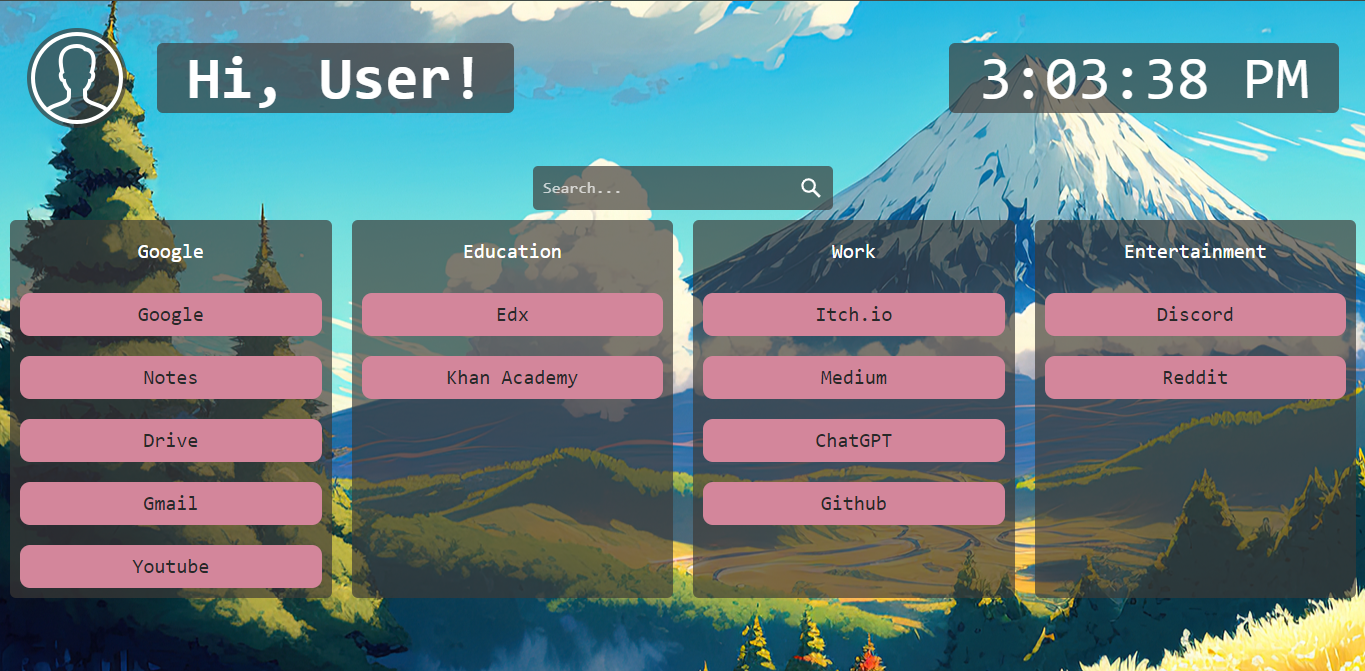 Hi, User!
3:03:38 PM
Search...
Google
Google
Notes
Drive
Gmail
Youtube
Education
Edx
Khan Academy
Work
Itch.io
Medium
ChatGPT
Github
Entertainment
Discord
Reddit